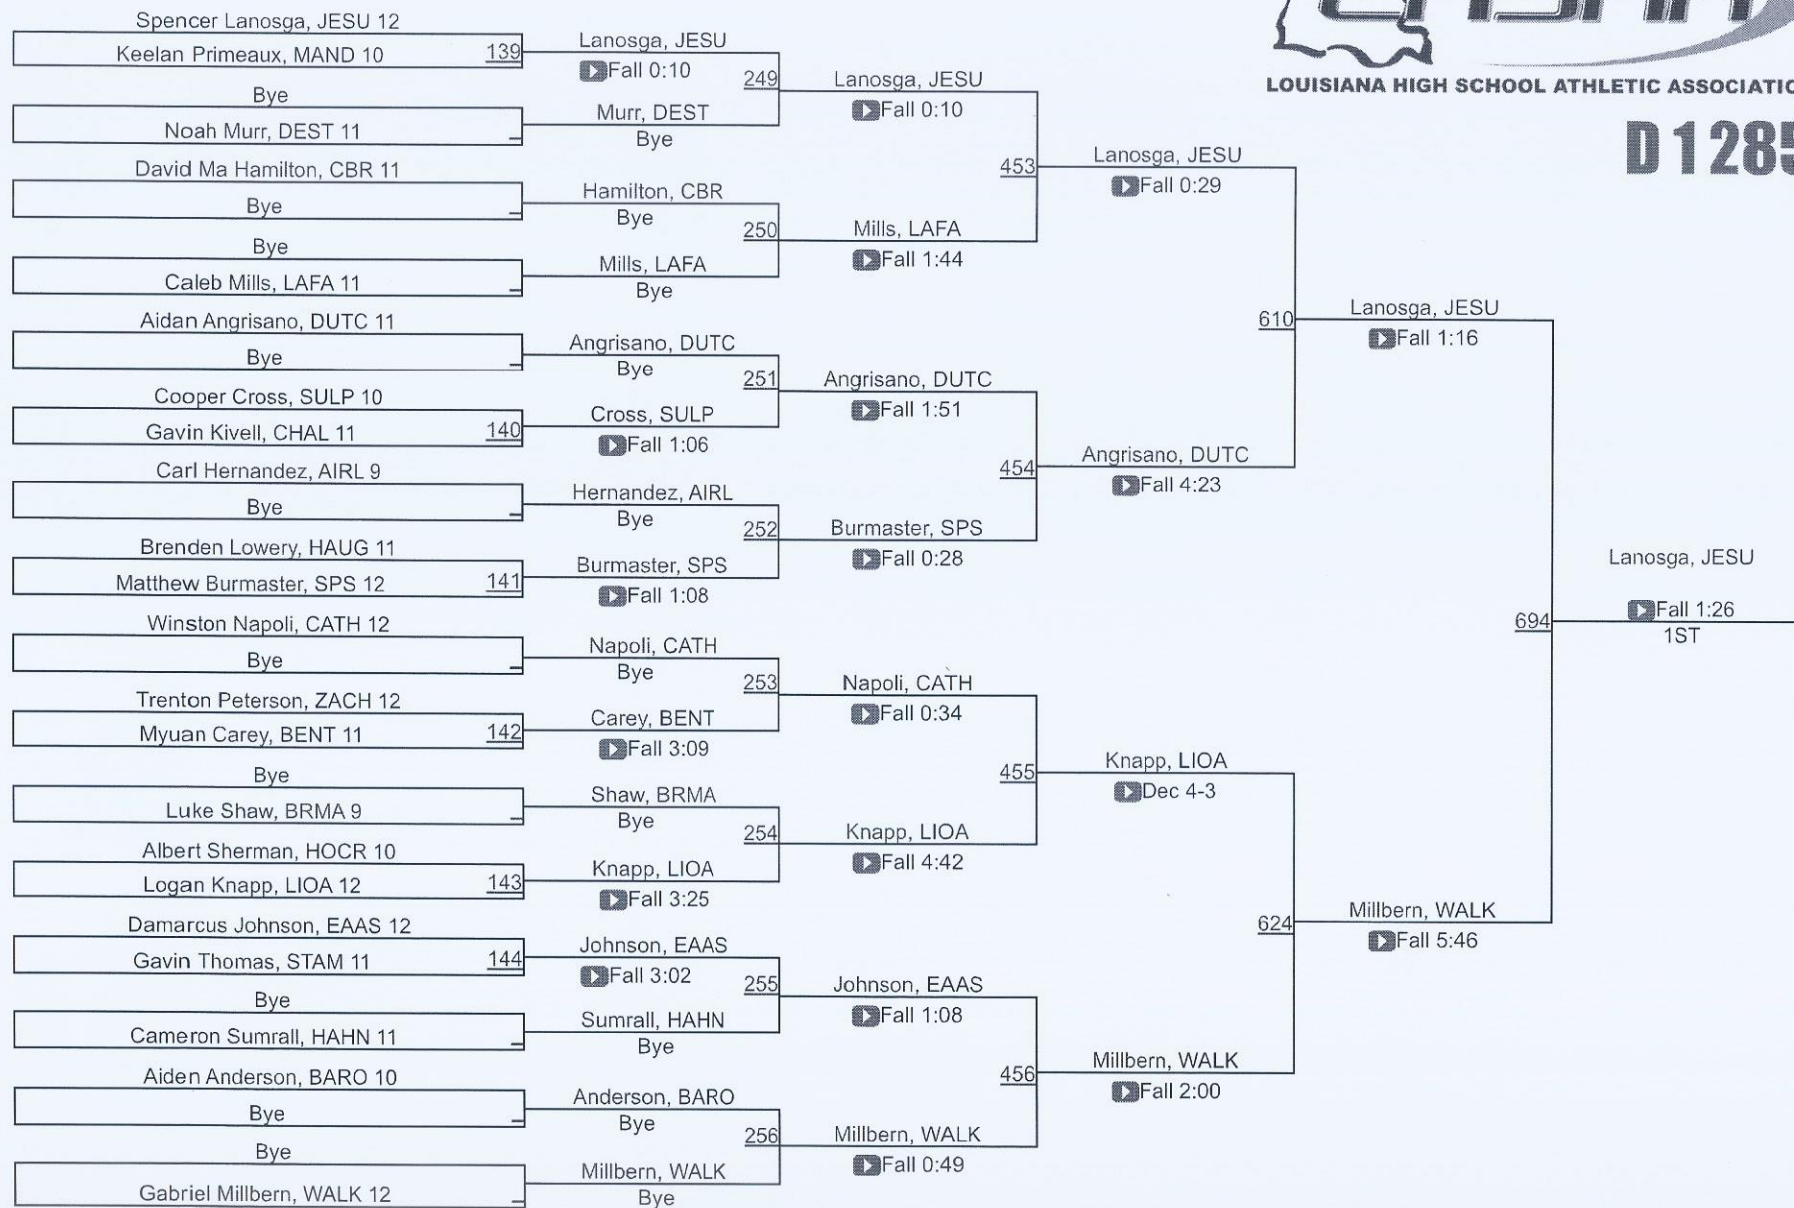 LOUISIANA HIGH SCHOOL ATHLETIC ASSOCIATIO
D 1 285
Spencer Lanosga, JESU 12
Keelan Primeaux, MAND 10 139
Bye
Noah Murr, DEST 11
David Ma Hamilton, CBR 11
Bye
Bye
Caleb Mills, LAFA 11
Aidan Angrisano, DUTC 11
Bye
Cooper Cross, SULP 10
Gavin Kivell, CHAL 11 140
Carl Hernandez, AIRL 9
Bye
Brenden Lowery, HAUG 11
Matthew Burmaster, SPS 12 141
Winston Napoli, CATH 12
Bye
Trenton Peterson, ZACH 12
Myuan Carey, BENT 11 142
Bye
Luke Shaw, BRMA 9
Albert Sherman, HOCR 10
Logan Knapp, LIOA 12 143
Damarcus Johnson, EAAS 12
Gavin Thomas, STAM 11 144
Bye
Cameron Sumrall, HAHN 11
Aiden Anderson, BARO 10
Bye
Bye
Gabriel Millbern, WALK 12
Lanosga, JESU
Fall 0:10
249
Murr, DEST
Bye
Hamilton, CBR
Bye
250
Mills, LAFA
Bye
Angrisano, DUTC
Bye
251
Cross, SULP
Fall 1:06
Hernandez, AIRL
Bye
252
Burmaster, SPS
Fall 1:08
Napoli, CATH
Bye
253
Carey, BENT
Fall 3:09
Shaw, BRMA
Bye
254
Knapp, LIOA
Fall 3:25
Johnson, EAAS
Fall 3:02
255
Sumrall, HAHN
Bye
Anderson, BARO
Bye
256
Millbern, WALK
Bye
Lanosga, JESU
Fall 0:10
453
Mills, LAFA
Fall 1:44
Angrisano, DUTC
Fall 1:51
454
Burmaster, SPS
Fall 0:28
Napoli, CATH
Fall 0:34
455
Knapp, LIOA
Fall 4:42
Johnson, EAAS
Fall 1:08
456
Millbern, WALK
Fall 0:49
Lanosga, JESU
Fall 0:29
610
Angrisano, DUTC
Fall 4:23
Knapp, LIOA
Dec 4-3
624
Millbern, WALK
Fall 2:00
Lanosga, JESU
Fall 1:16
694
Millbern, WALK
Fall 5:46
Lanosga, JESU
Fall 1:26
1ST